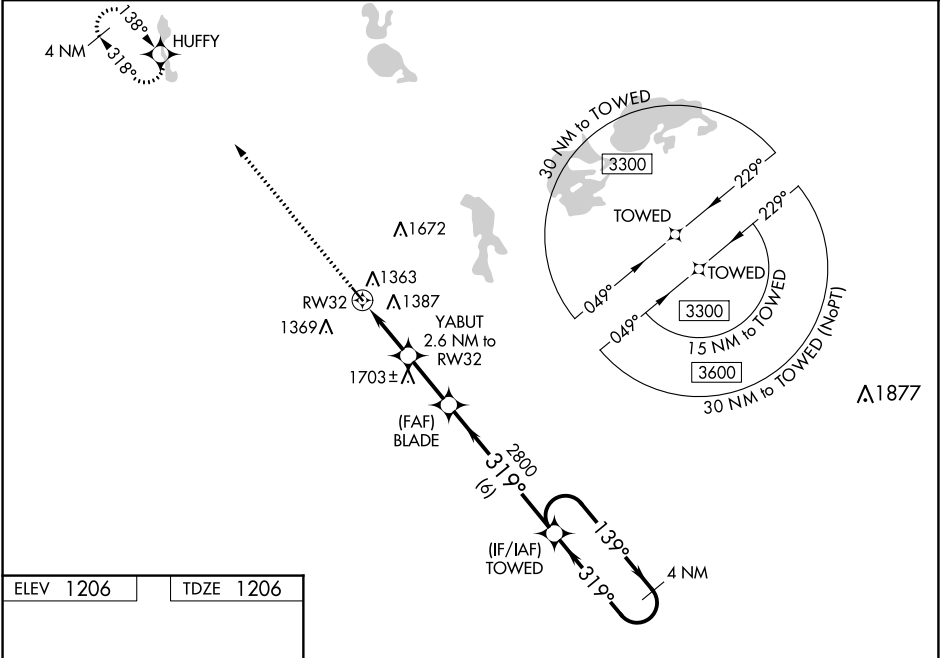 138°
HUFFY
4 NM
318°
30 NM to TOWED
3300
229°
TOWED
049°
229°
TOWED
049°
3300
15 NM to TOWED
3600
30 NM to TOWED (NoPT)
1672
1363
RW32
1387
1369
YABUT
2.6 NM to
RW32
1703±
1877
(FAF)
BLADE
2800
319°
(6)
(IF/IAF)
TOWED
139°
319°
4 NM
ELEV 1206
TDZE 1206